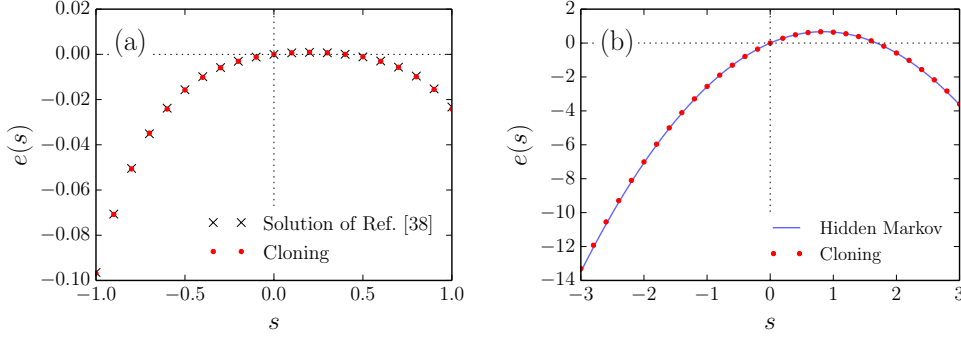 (a)
e(s)
0.02
0.00
−0.02
−0.04
−0.06
−0.08
−0.10
Solution of Ref. [38]
Cloning
−1.0 −0.5 0.0 0.5 1.0
s
(b)
e(s)
2
0
−2
−4
−6
−8
−10
−12
−14
Hidden Markov
Cloning
−3 −2 −1 0 1 2 3
s